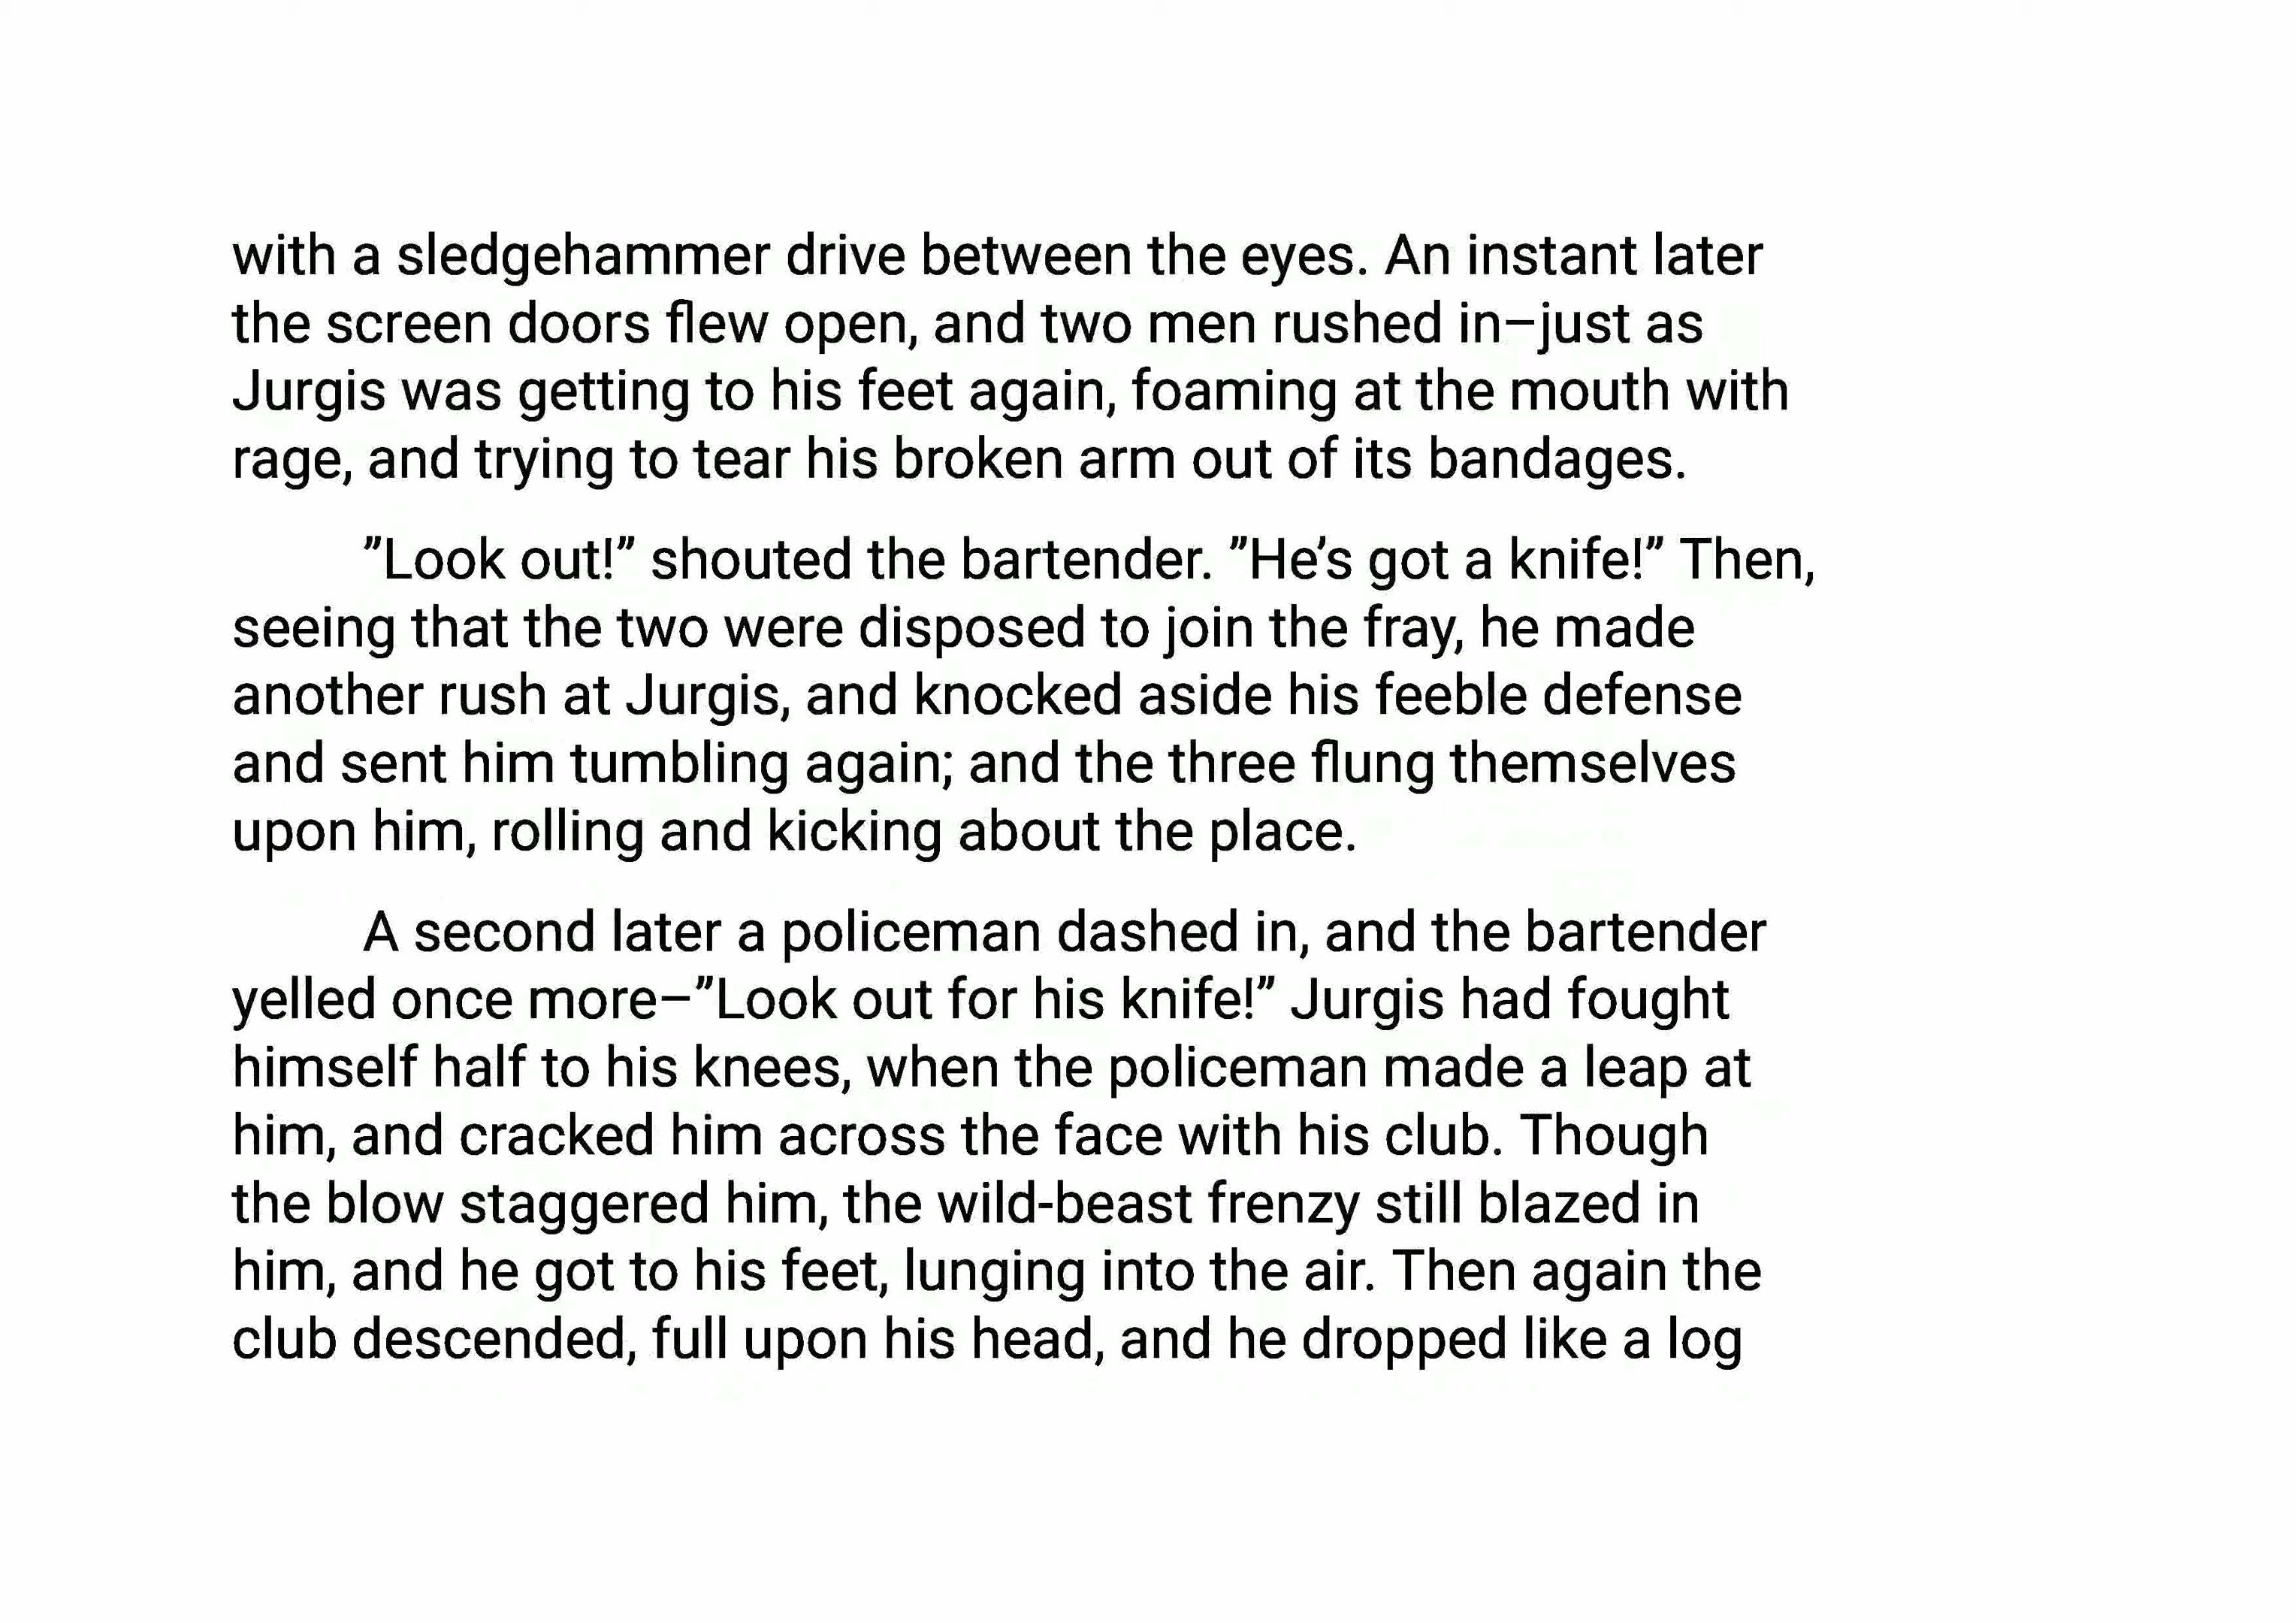 with a sledgehammer drive between the eyes. An instant later
the screen doors flew open, and two men rushed in–just as
Jurgis was getting to his feet again, foaming at the mouth with
rage, and trying to tear his broken arm out of its bandages.
”Look out!” shouted the bartender. ”He’s got a knife!” Then,
seeing that the two were disposed to join the fray, he made
another rush at Jurgis, and knocked aside his feeble defense
and sent him tumbling again; and the three flung themselves
upon him, rolling and kicking about the place.
A second later a policeman dashed in, and the bartender
yelled once more–”Look out for his knife!” Jurgis had fought
himself half to his knees, when the policeman made a leap at
him, and cracked him across the face with his club. Though
the blow staggered him, the wild-beast frenzy still blazed in
him, and he got to his feet, lunging into the air. Then again the
club descended, full upon his head, and he dropped like a log